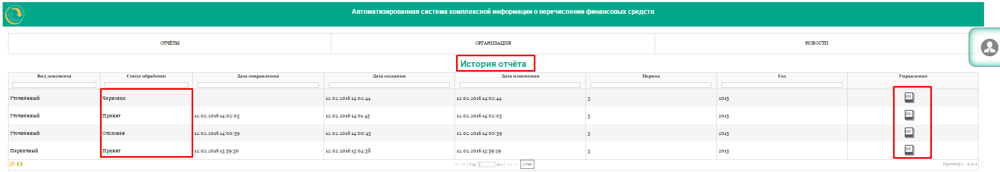 Автоматизированная система комплексной информации о перечислении финансовых средств
ОТЧЁТЫ ОРГАНИЗАЦИЯ НОВОСТИ
История отчёта
Вид документа Статус обработки Дата отправления Дата создания Дата изменения Период Год Управление
Уточнённый Черновик 12.02.2016 14:02:44 12.02.2016 14:02:44 3 2015
Уточнённый Принят 12.02.2016 14:02:03 12.02.2016 14:01:45 12.02.2016 14:02:03 3 2015
Уточнённый Отклонён 12.02.2016 14:00:59 12.02.2016 14:00:45 12.02.2016 14:00:59 3 2015
Первичный Принят 12.02.2016 13:59:30 12.02.2016 13:04:38 12.02.2016 13:59:29 3 2015
Стр. 1 из 1 10 Просмотр 1 - 4 из 4